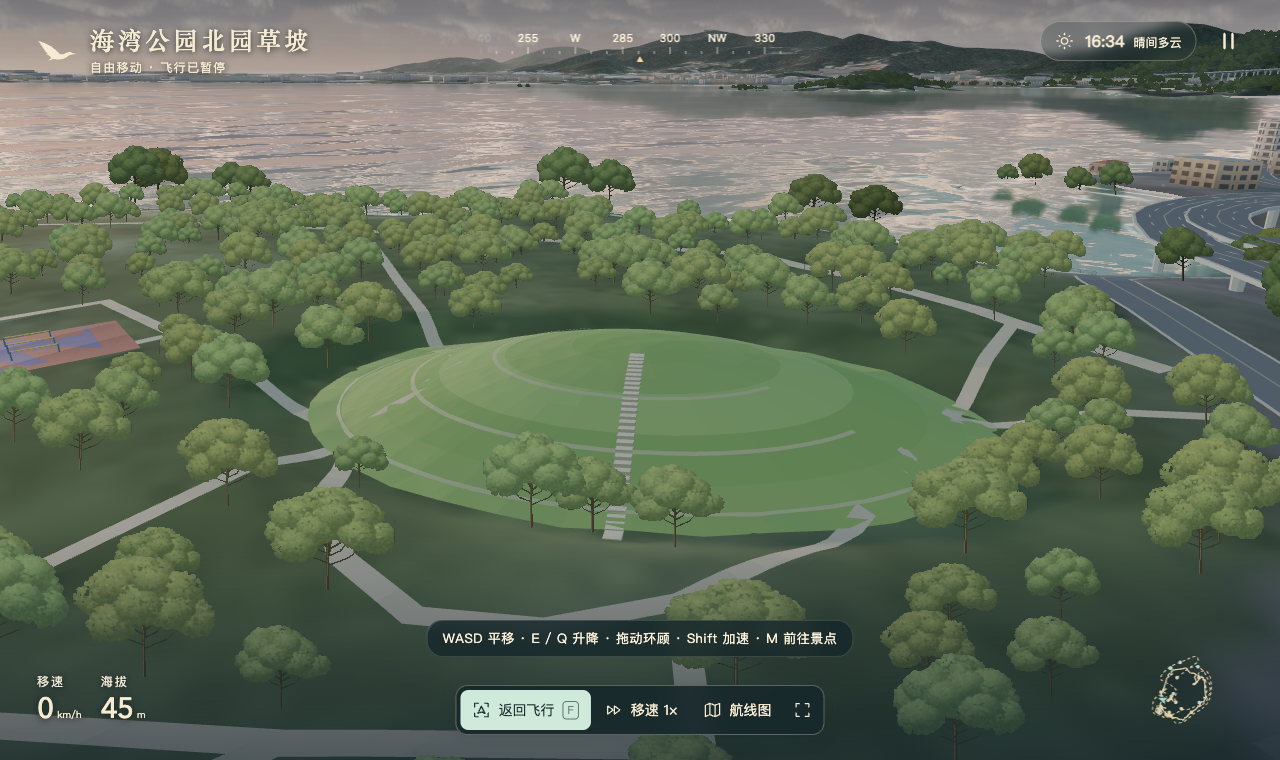 海湾公园北园草坡
自由移动 · 飞行已暂停
255 W 285 300 NW 330
16:34 晴间多云
WASD 平移 · E / Q 升降 · 拖动环顾 · Shift 加速 · M 前往景点
移速 海拔
0 km/h 45 m
返回飞行 F 移速 1x 航线图